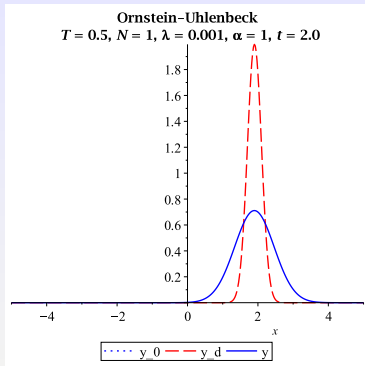 Ornstein–Uhlenbeck
T = 0.5, N = 1, λ = 0.001, α = 1, t = 2.0
1.8
1.6
1.4
1.2
1
0.8
0.6
0.4
0.2
−4 −2 0 2 4
x
y_0 y_d y